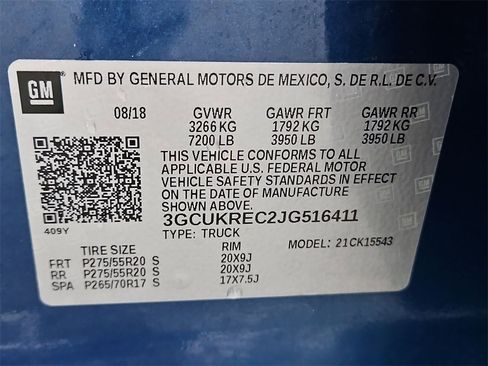 GM
MFD BY GENERAL MOTORS DE MEXICO, S. DE R.L. DE C.V.
08/18 GVWR GAWR FRT GAWR RR
3266 KG 1792 KG 1792 KG
7200 LB 3950 LB 3950 LB
THIS VEHICLE CONFORMS TO ALL
APPLICABLE U.S. FEDERAL MOTOR
VEHICLE SAFETY STANDARDS IN EFFECT
ON THE DATE OF MANUFACTURE
SHOWN ABOVE.
3GCUKREC2JG516411
409Y
TYPE: TRUCK MODEL: 21CK15543
TIRE SIZE RIM
FRT P275/55R20 S 20X9J
RR P275/55R20 S 20X9J
SPA P265/70R17 S 17X7.5J